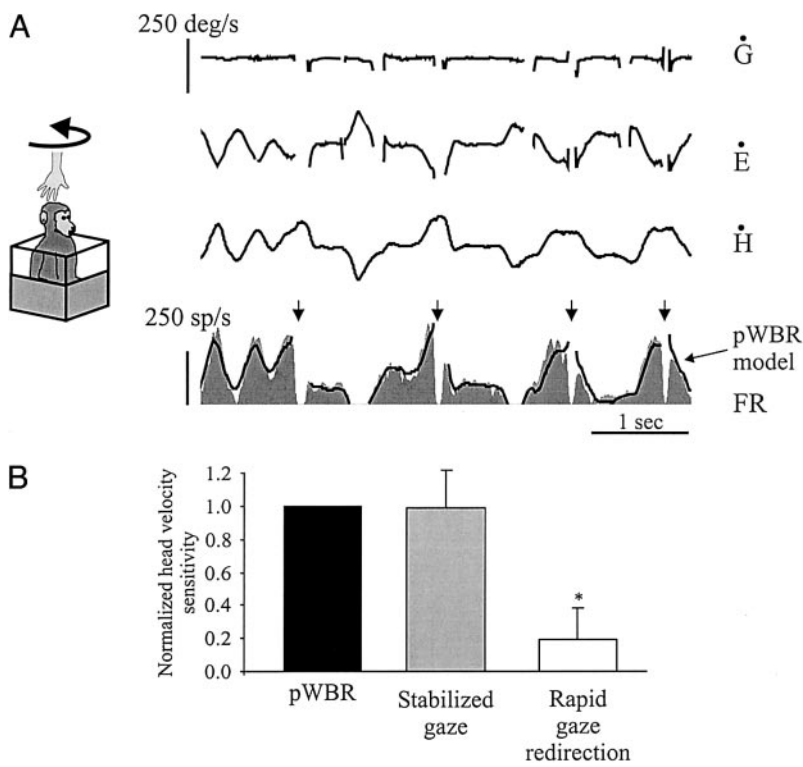 A
250 deg/s
Ġ
Ė
Ḣ
250 sp/s
pWBR
model
FR
1 sec
B
Normalized head velocity
sensitivity
1.2
1.0
0.8
0.6
0.4
0.2
0.0
*
pWBR
Stabilized
gaze
Rapid
gaze
redirection